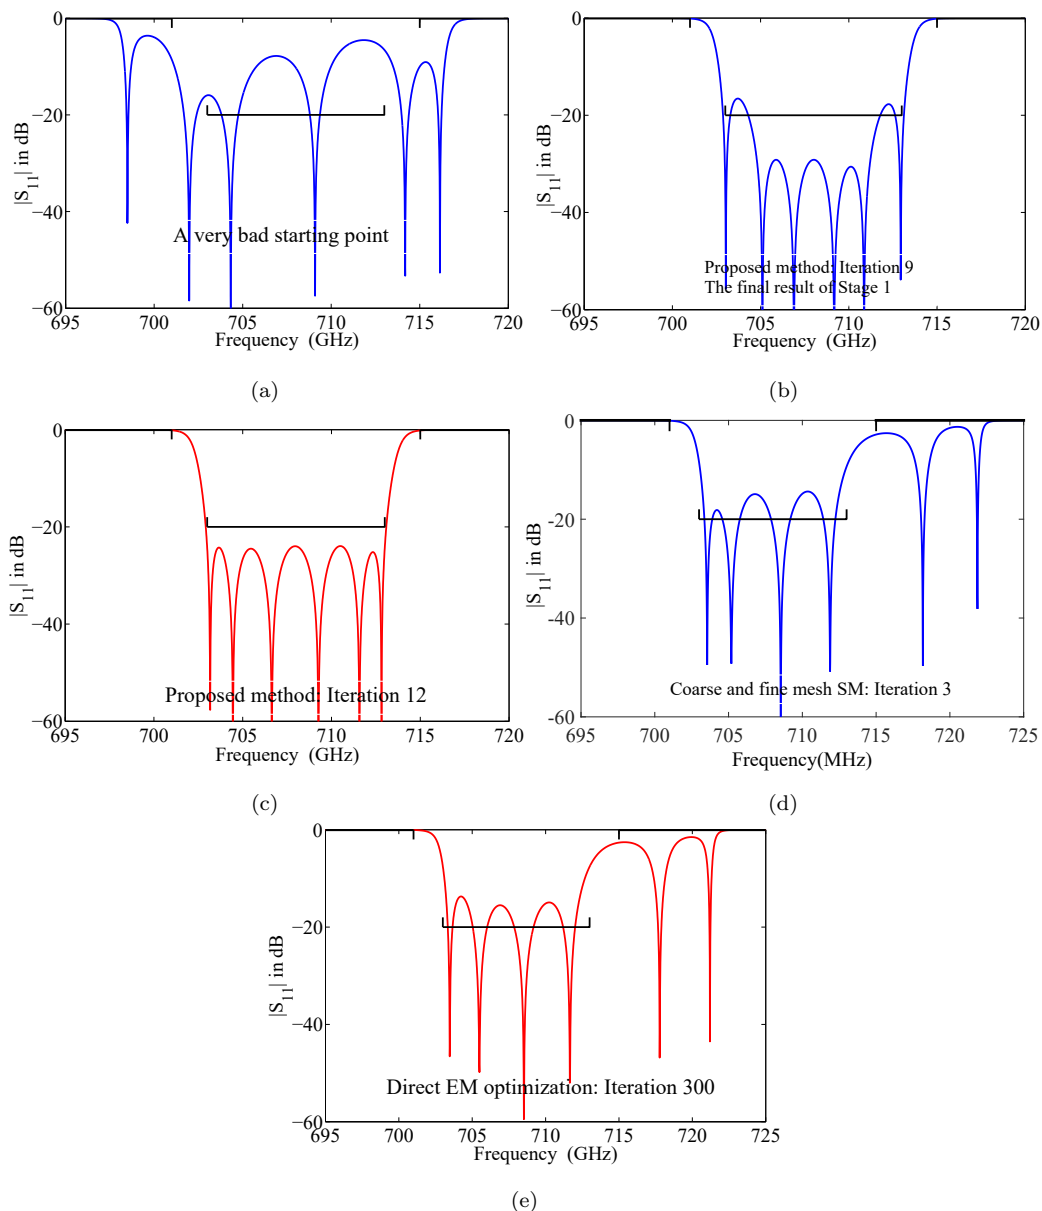 0
−20
−40
−60
|S11| in dB
A very bad starting point
695 700 705 710 715 720
Frequency (GHz)
(a)
0
−20
−40
−60
|S11| in dB
Proposed method: Iteration 9
The final result of Stage 1
695 700 705 710 715 720
Frequency (GHz)
(b)
0
−20
−40
−60
|S11| in dB
Proposed method: Iteration 12
695 700 705 710 715 720
Frequency (GHz)
(c)
0
-20
-40
-60
|S11| in dB
Coarse and fine mesh SM: Iteration 3
695 700 705 710 715 720 725
Frequency(MHz)
(d)
0
−20
−40
−60
|S11| in dB
Direct EM optimization: Iteration 300
695 700 705 710 715 720 725
Frequency (GHz)
(e)